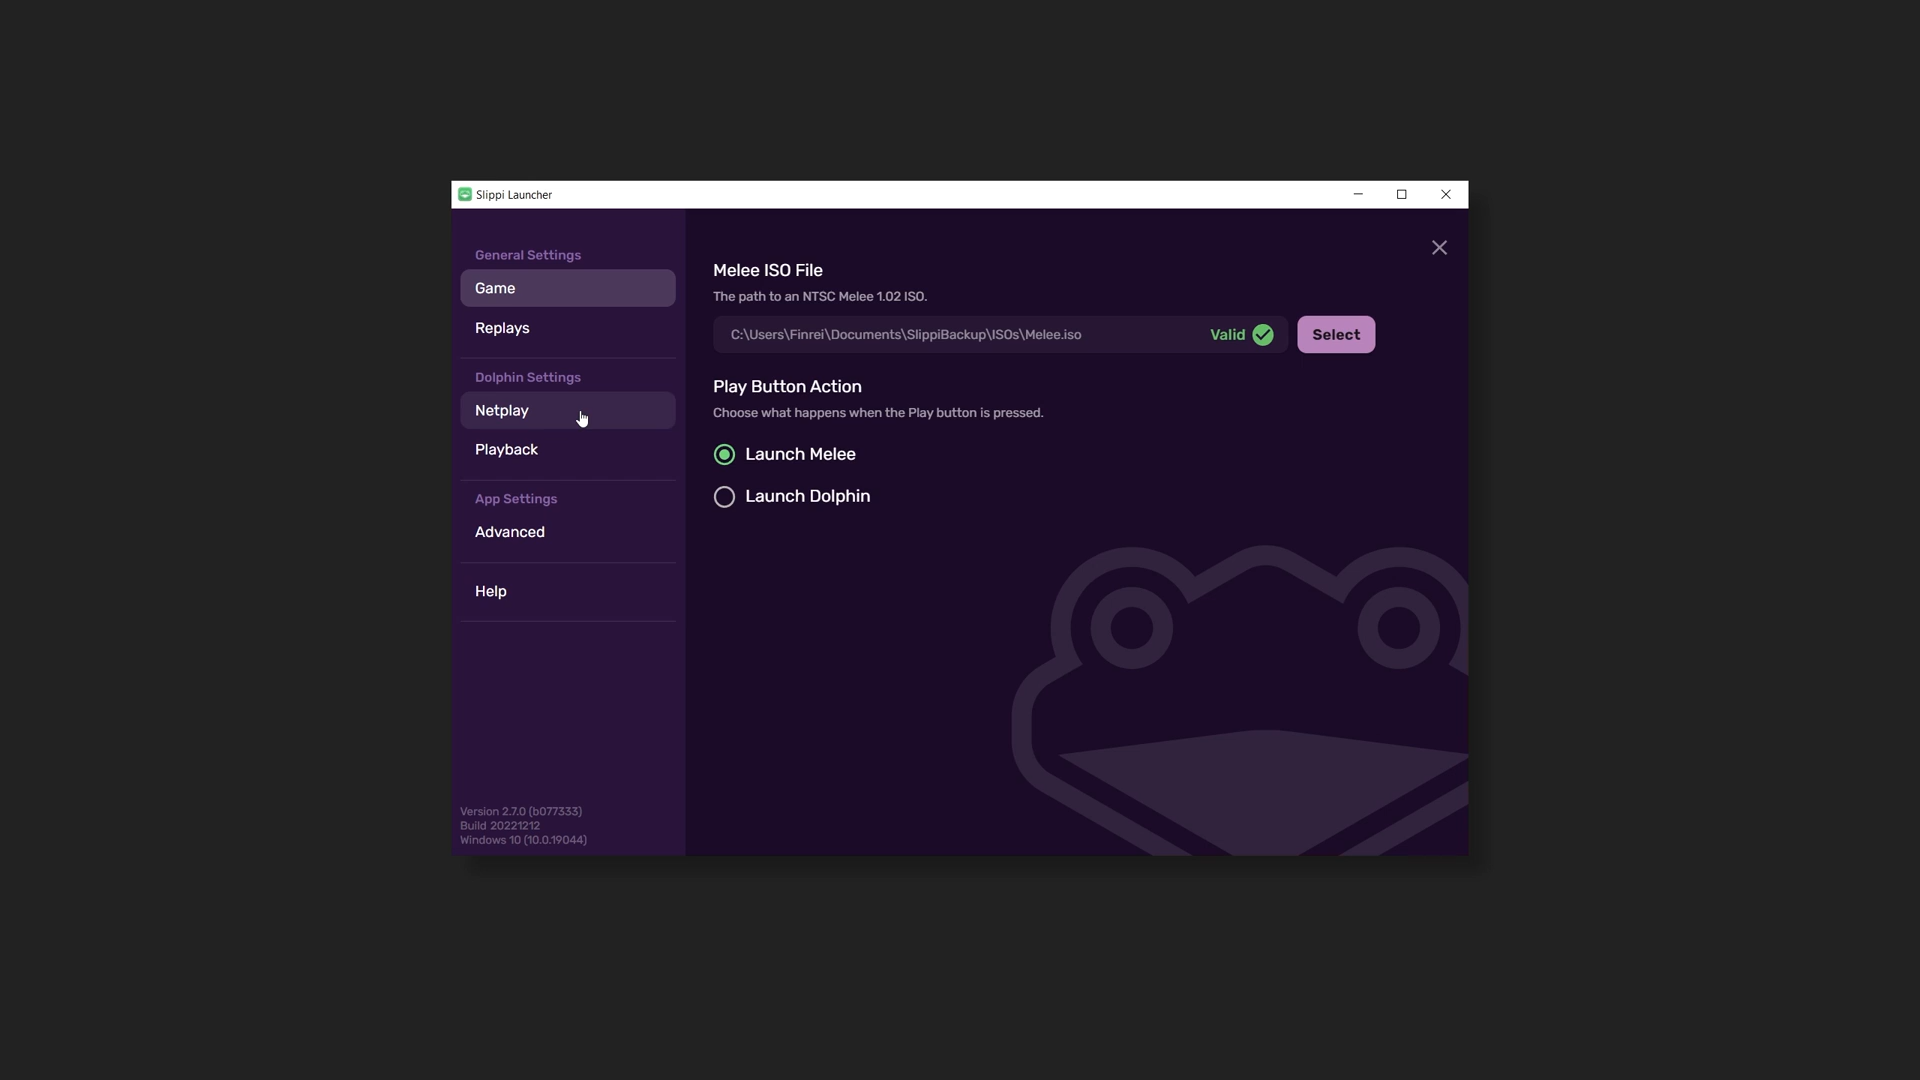 Slippi Launcher
General Settings
Game
Replays
Dolphin Settings
Netplay
Playback
App Settings
Advanced
Help
Version 2.7.0 (b077333)
Build 20221212
Windows 10 (10.0.19044)
Melee ISO File
The path to an NTSC Melee 1.02 ISO.
C:\Users\Finrei\Documents\SlippiBackup\ISOs\Melee.iso Valid Select
Play Button Action
Choose what happens when the Play button is pressed.
Launch Melee
Launch Dolphin